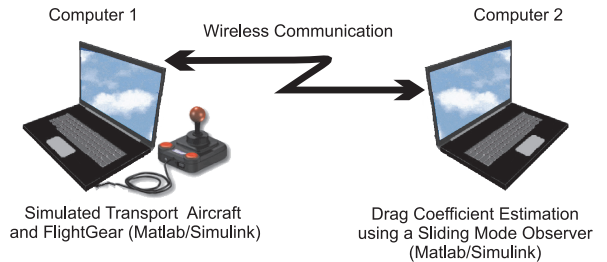 Computer 1
Computer 2
Wireless Communication
Simulated Transport Aircraft
and FlightGear (Matlab/Simulink)
Drag Coefficient Estimation
using a Sliding Mode Observer
(Matlab/Simulink)